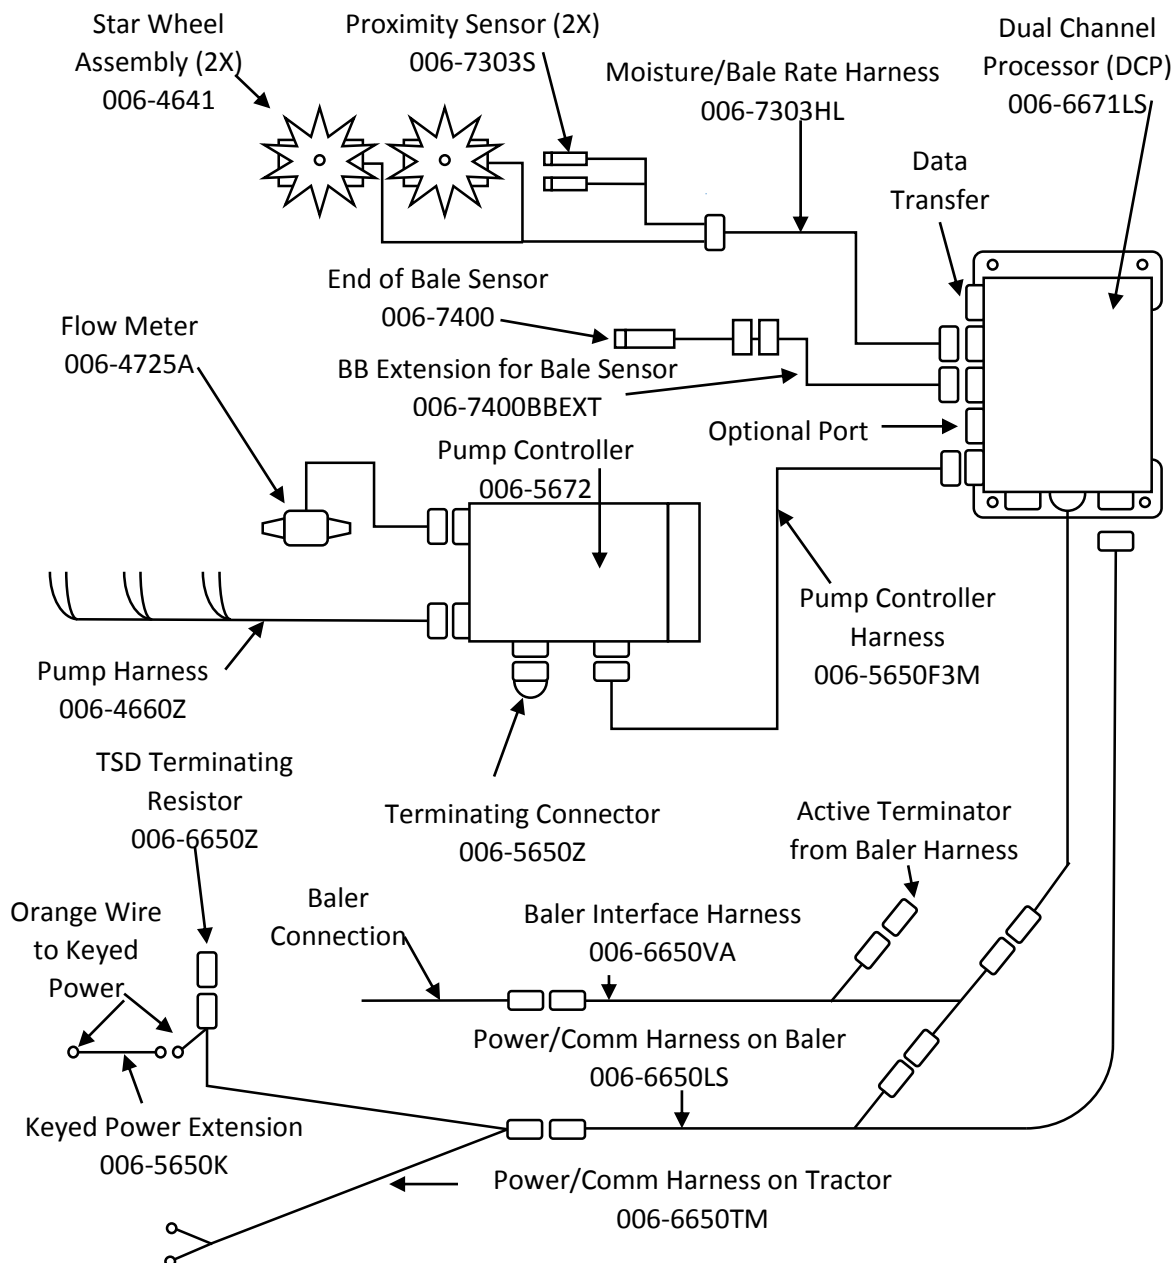 Star Wheel
Assembly (2X)
006-4641
Proximity Sensor (2X)
006-7303S
Moisture/Bale Rate Harness
006-7303HL
Dual Channel
Processor (DCP)
006-6671LS
Data
Transfer
End of Bale Sensor
006-7400
Flow Meter
006-4725A
BB Extension for Bale Sensor
006-7400BBEXT
Optional Port
Pump Controller
006-5672
Pump Controller
Harness
006-5650F3M
Pump Harness
006-4660Z
TSD Terminating
Resistor
006-6650Z
Terminating Connector
006-5650Z
Active Terminator
from Baler Harness
Orange Wire
to Keyed
Power
Baler
Connection
Baler Interface Harness
006-6650VA
Power/Comm Harness on Baler
006-6650LS
Keyed Power Extension
006-5650K
Power/Comm Harness on Tractor
006-6650TM